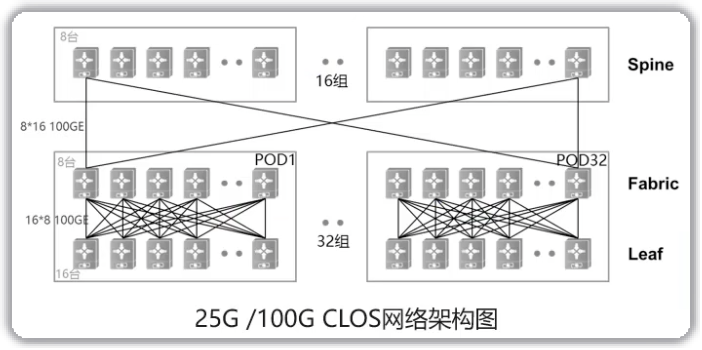 8台
16组
Spine
8*16 100GE
8台
POD1
POD32
Fabric
16*8 100GE
32组
Leaf
16台
25G /100G CLOS网络架构图